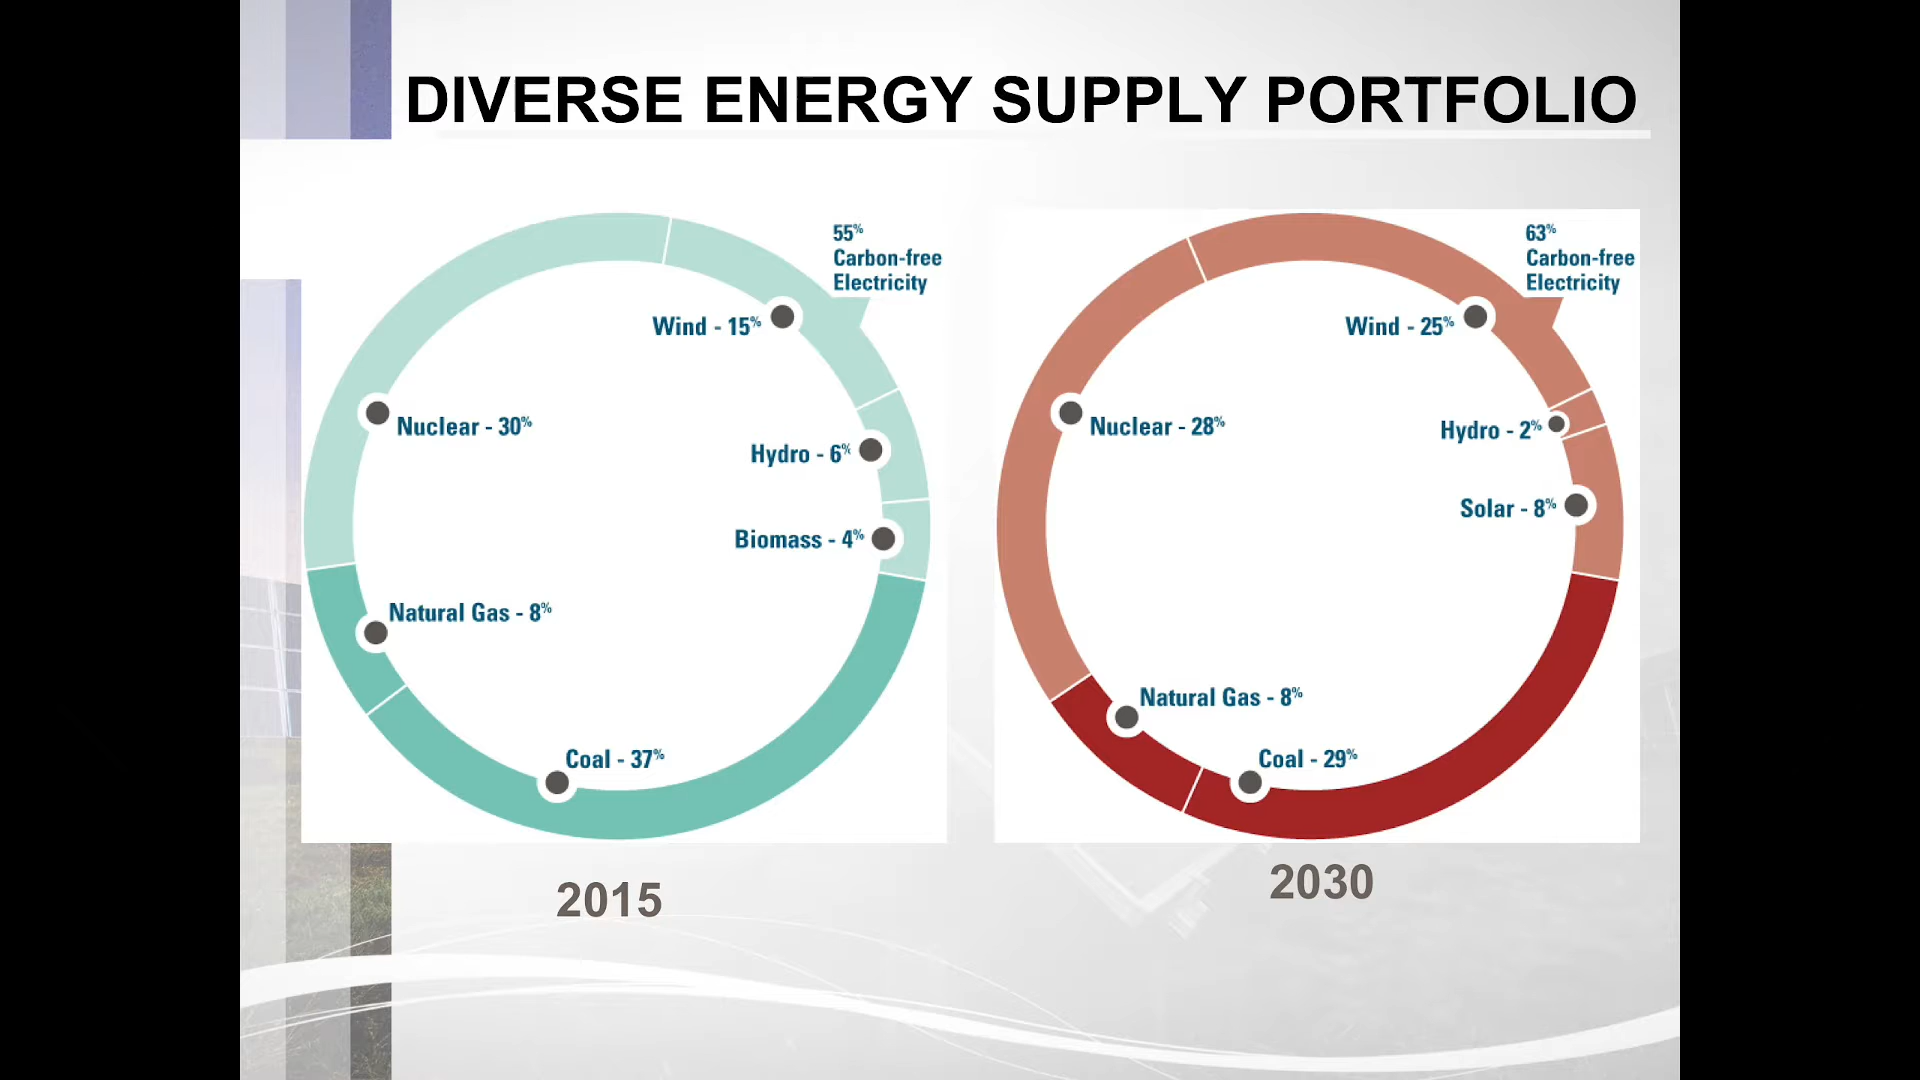 DIVERSE ENERGY SUPPLY PORTFOLIO
55%
Carbon-free
Electricity
Wind - 15%
Nuclear - 30%
Hydro - 6%
Biomass - 4%
Natural Gas - 8%
Coal - 37%
2015
63%
Carbon-free
Electricity
Wind - 25%
Nuclear - 28%
Hydro - 2%
Solar - 8%
Natural Gas - 8%
Coal - 29%
2030